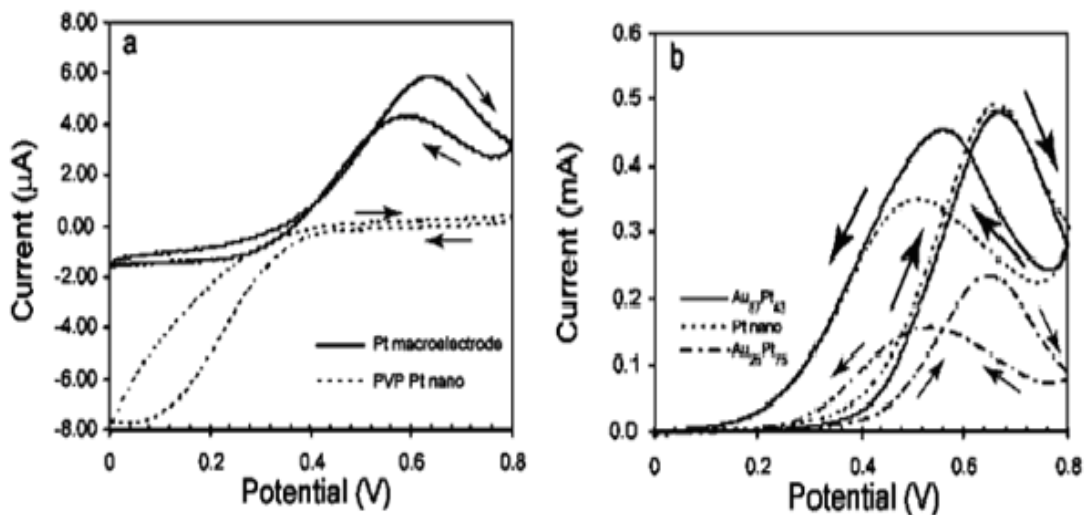 a
8.00
6.00
4.00
2.00
0.00
-2.00
-4.00
-6.00
-8.00
Current (μA)
Pt macroelectrode
PVP Pt nano
0 0.2 0.4 0.6 0.8
Potential (V)
b
0.6
0.5
0.4
0.3
0.2
0.1
0.0
Current (mA)
Pt nano
0 0.2 0.4 0.6 0.8
Potential (V)